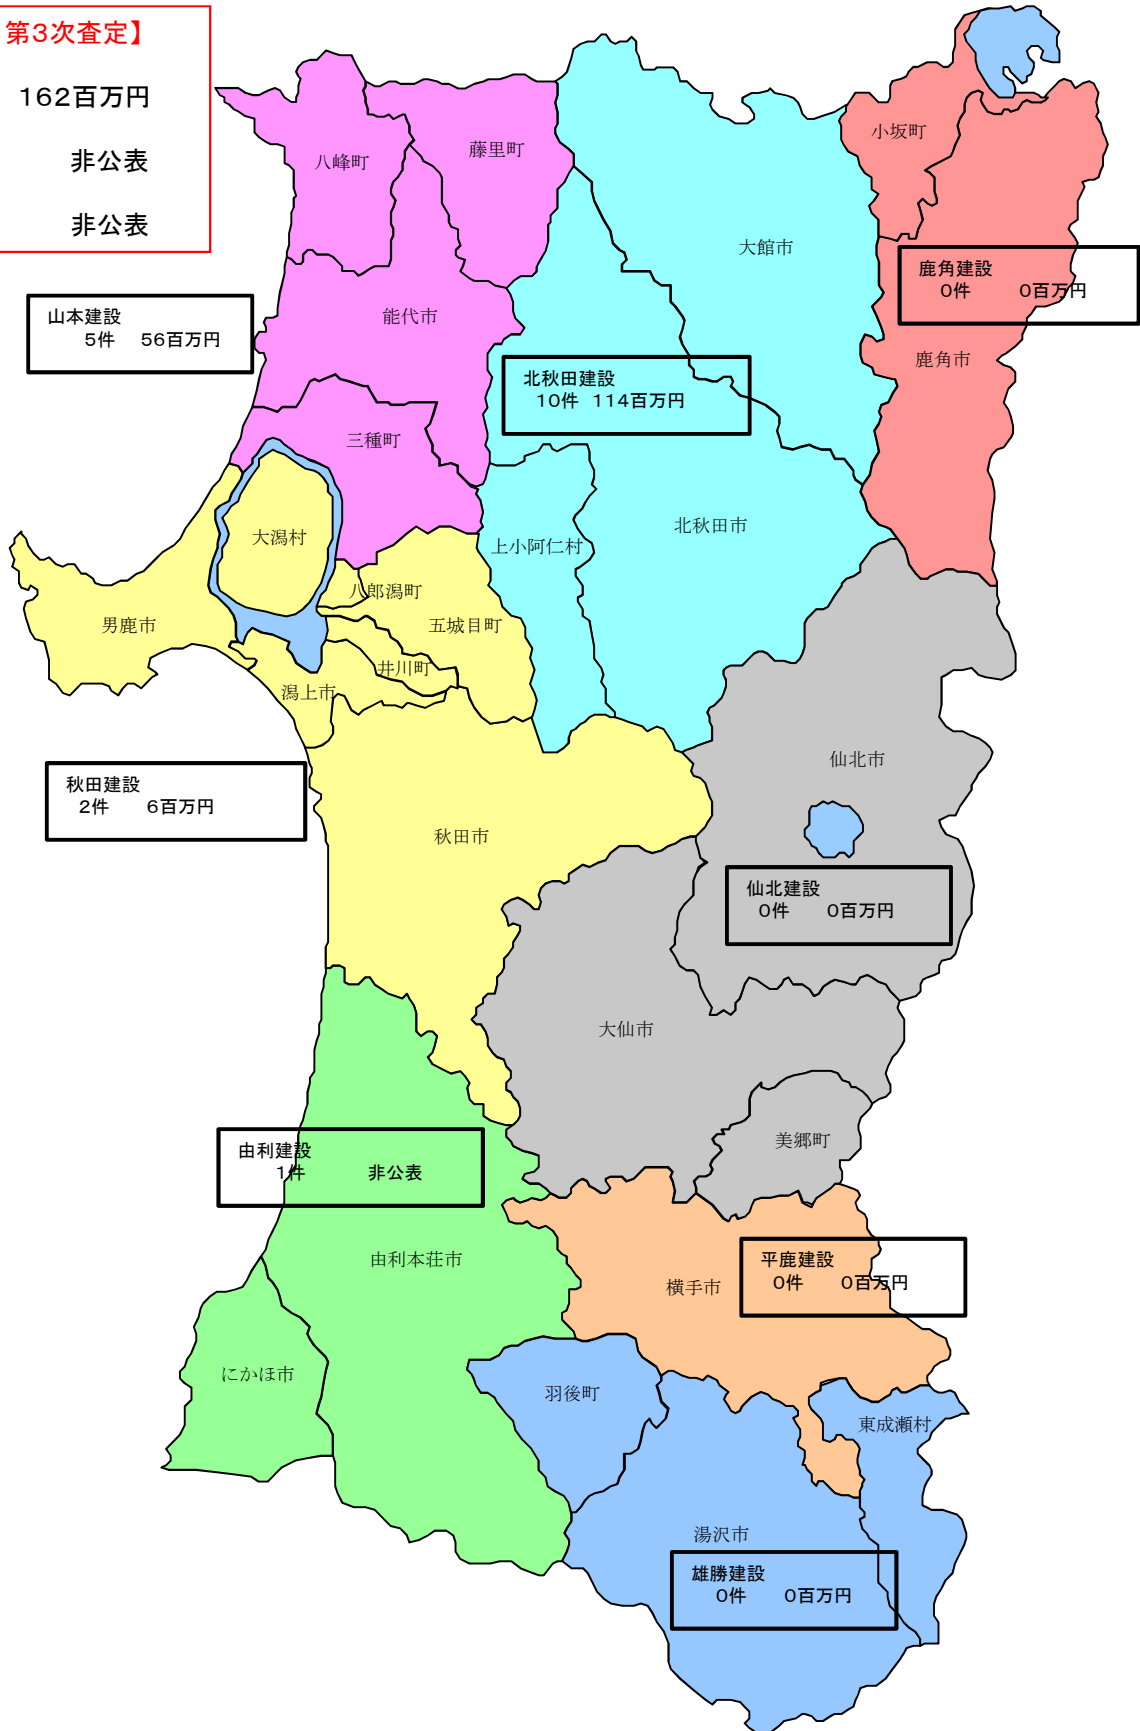 第3次査定】
162百万円
非公表
非公表
八峰町
藤里町
小坂町
大館市
鹿角建設
0件 0百万円
山本建設
5件 56百万円
能代市
鹿角市
北秋田建設
10件 114百万円
三種町
大潟村
北秋田市
上小阿仁村
八郎潟町
男鹿市
五城目町
井川町
潟上市
仙北市
秋田建設
2件 6百万円
秋田市
仙北建設
0件 0百万円
大仙市
美郷町
由利建設
1件 非公表
由利本荘市
平鹿建設
0件 0百万円
横手市
にかほ市
羽後町
東成瀬村
湯沢市
雄勝建設
0件 0百万円